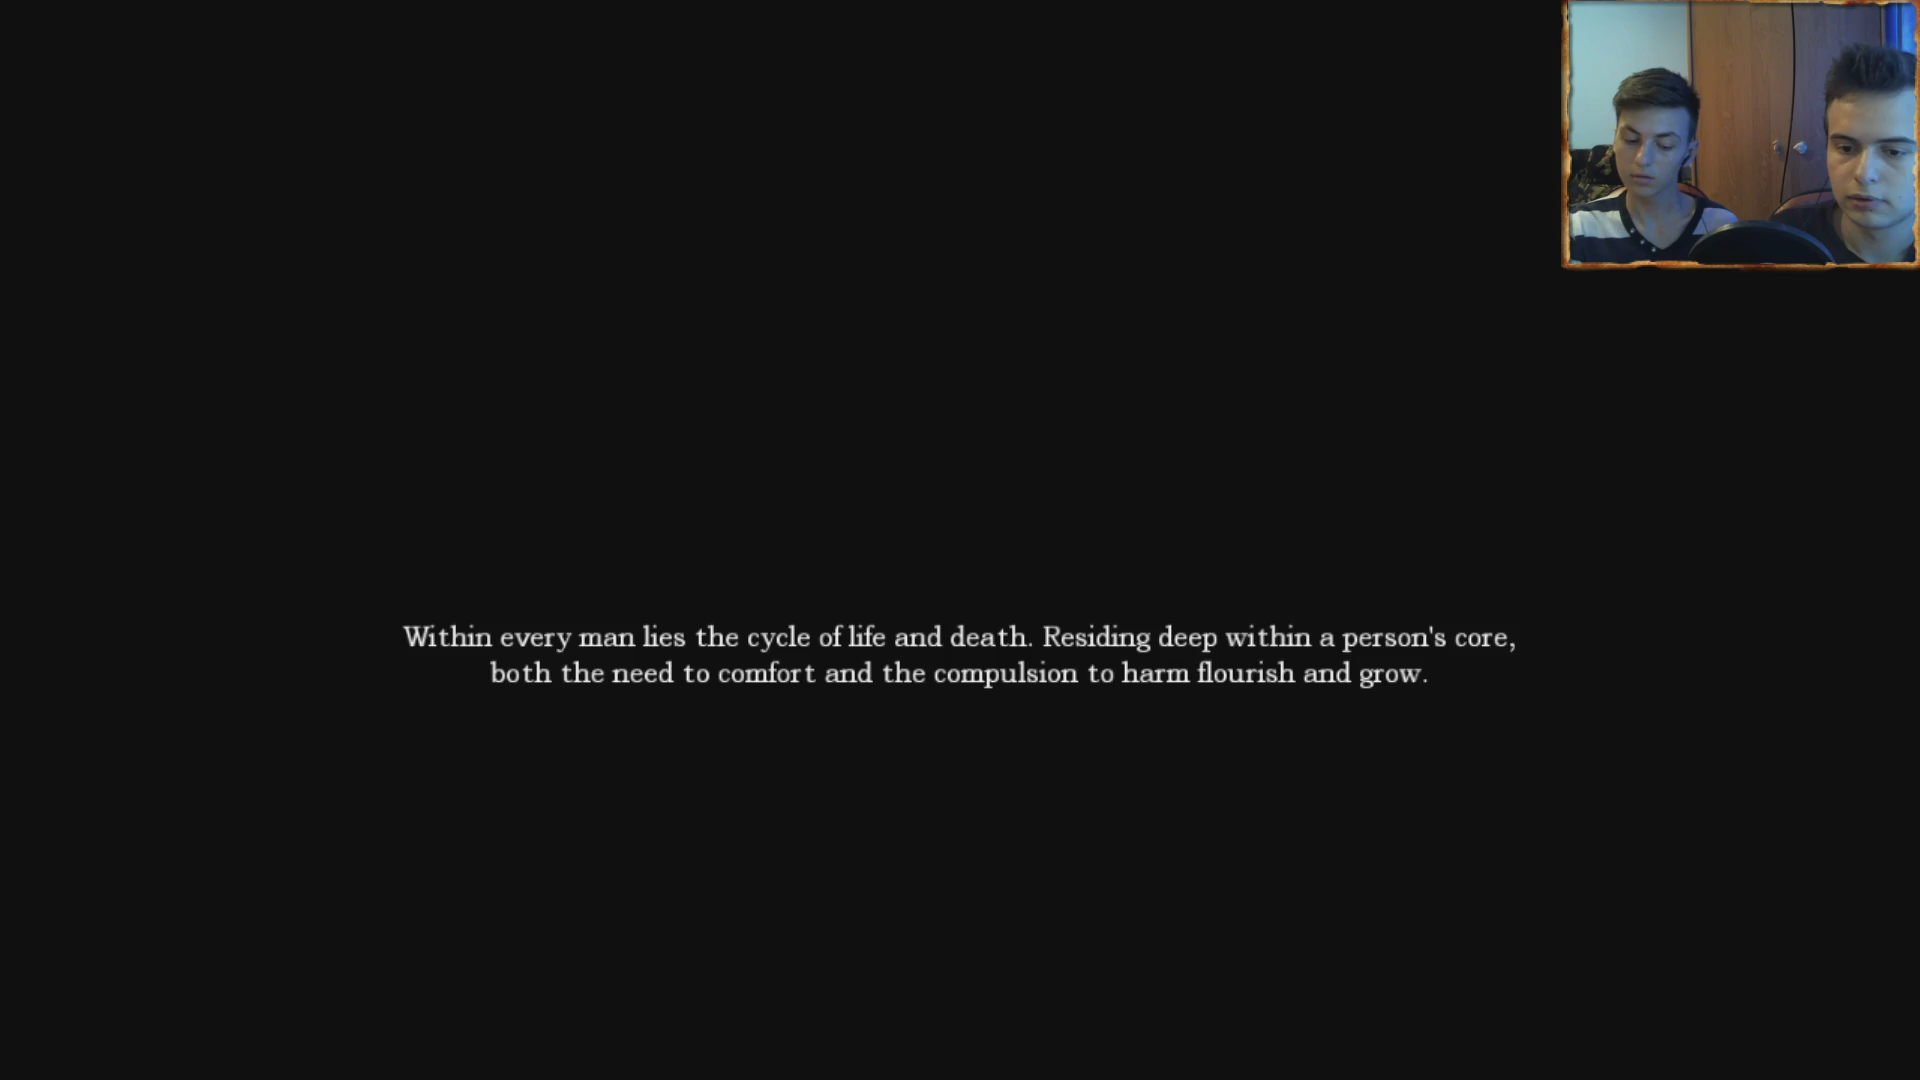 Within every man lies the cycle of life and death. Residing deep within a person's core,
both the need to comfort and the compulsion to harm flourish and grow.